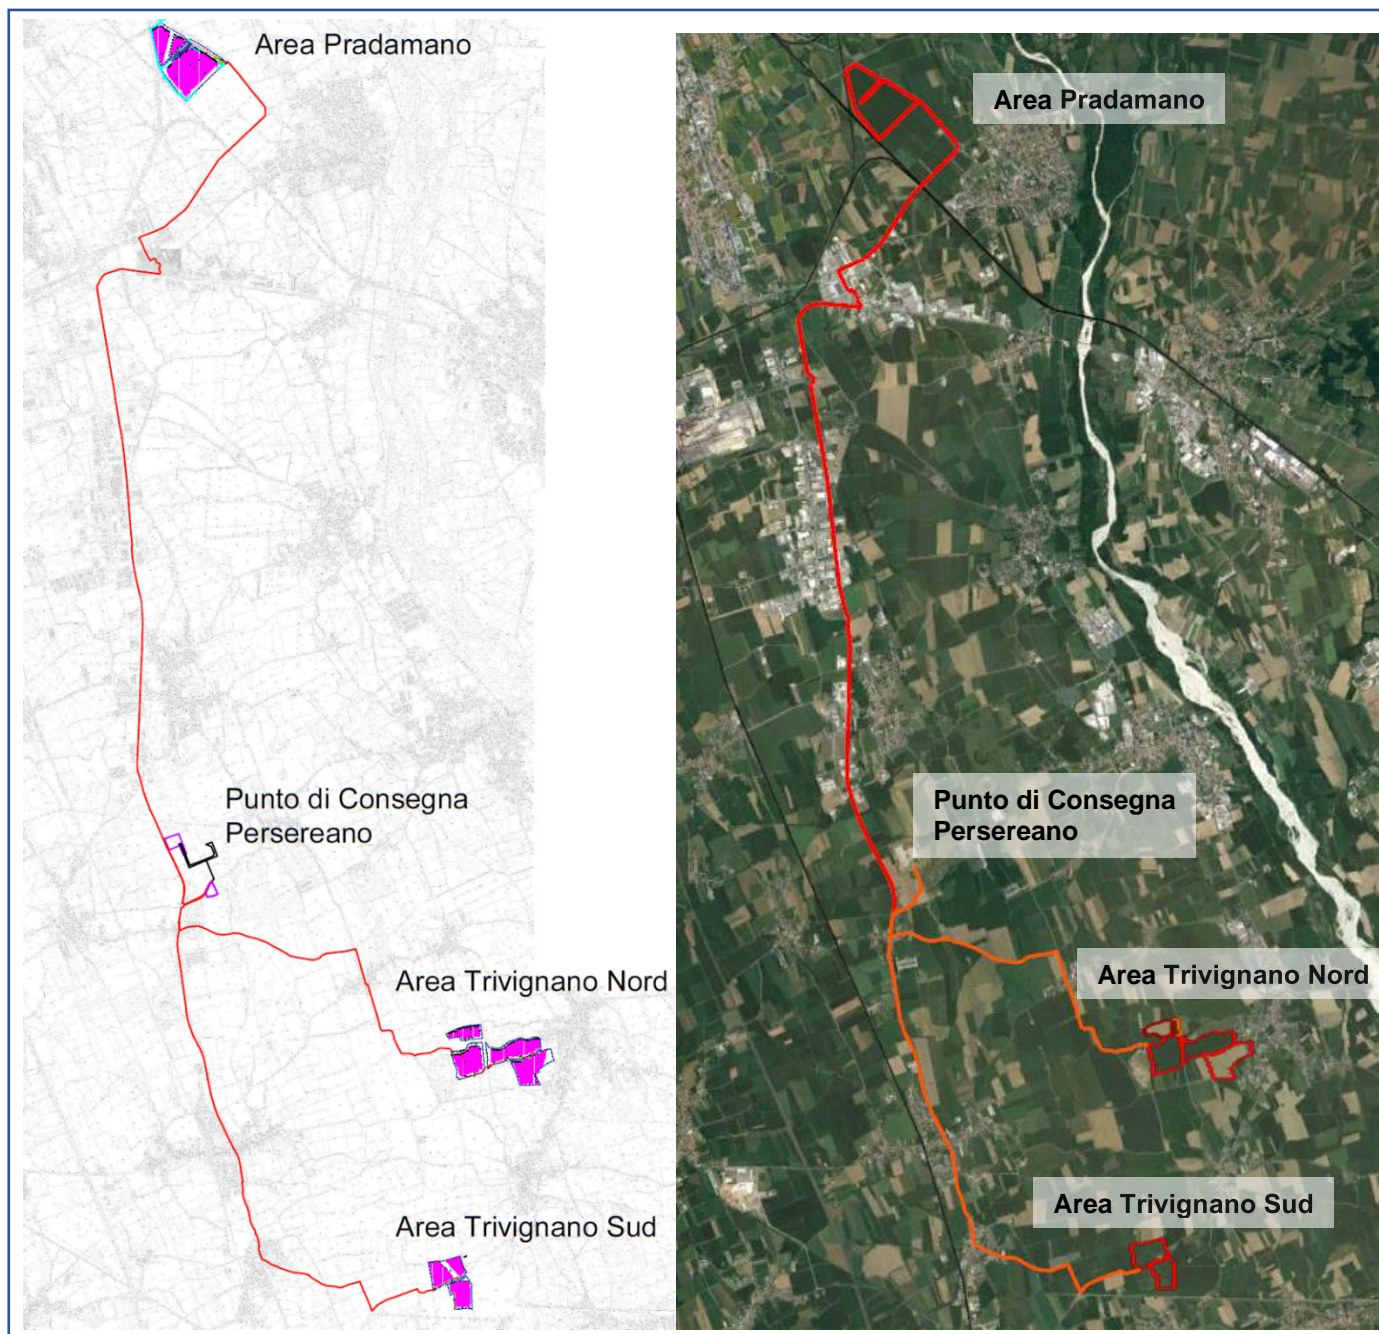 Area Pradamano
Punto di Consegna
Persereano
Area Trivignano Nord
Area Trivignano Sud
Area Pradamano
Punto di Consegna
Persereano
Area Trivignano Nord
Area Trivignano Sud